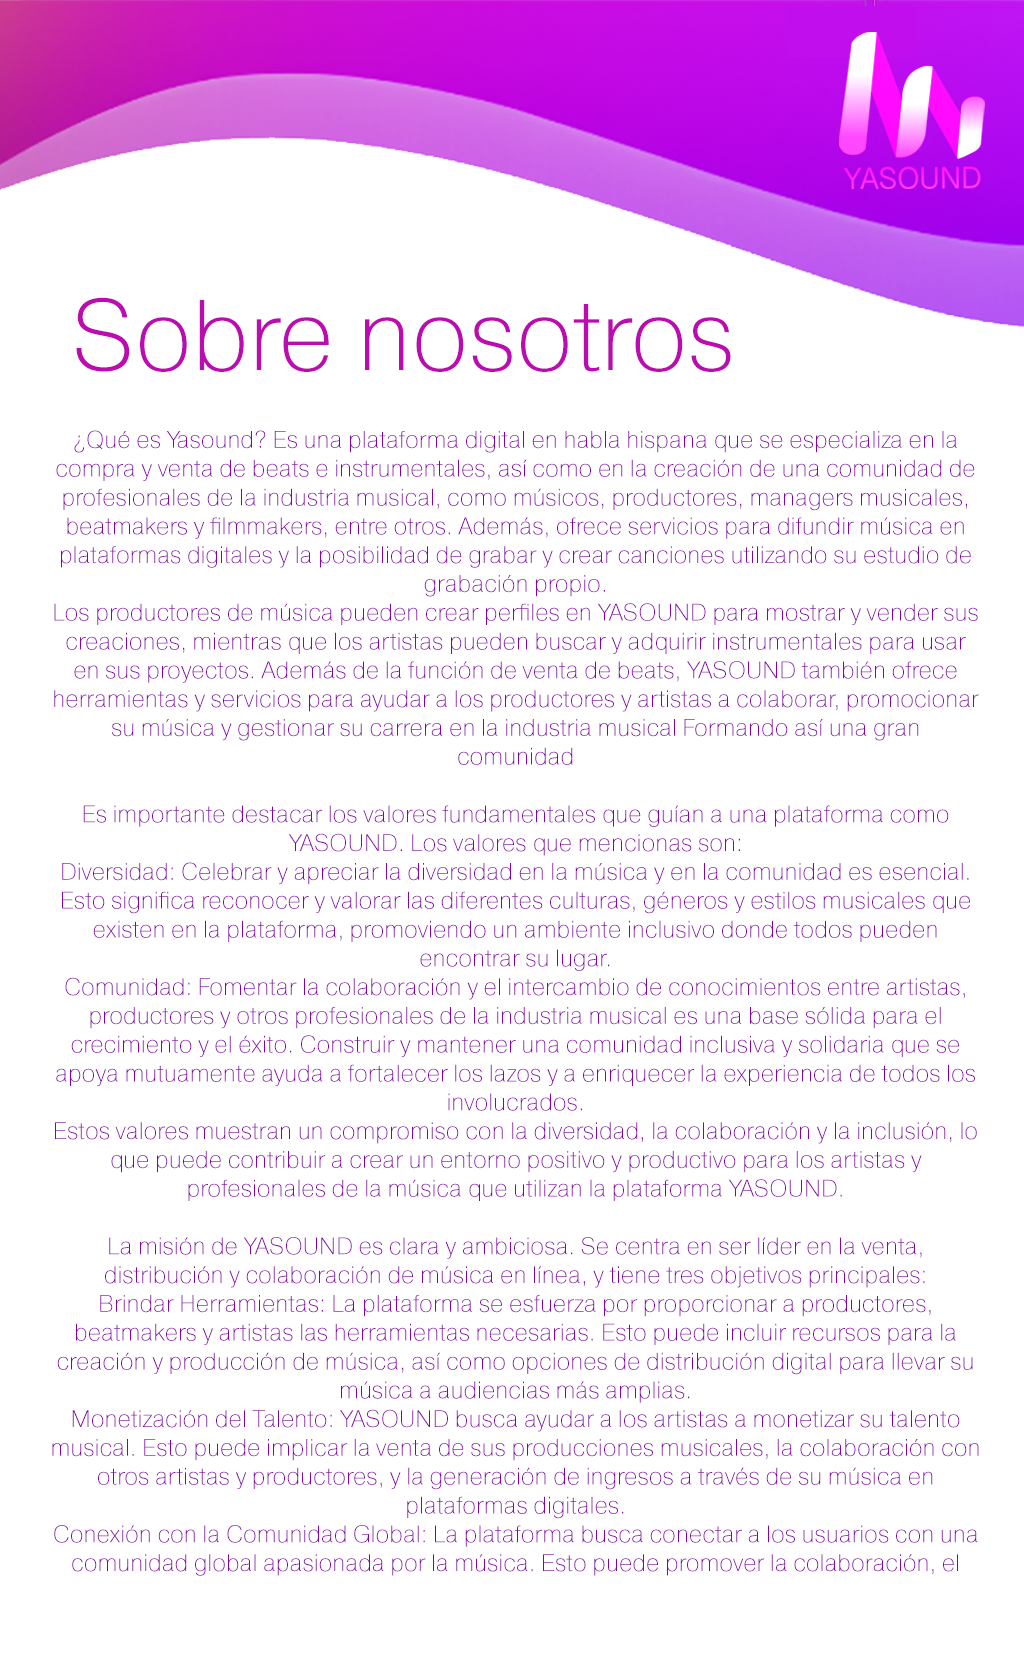 YASOUND
Sobre nosotros
¿Qué es Yasound? Es una plataforma digital en habla hispana que se especializa en la
compra y venta de beats e instrumentales, así como en la creación de una comunidad de
profesionales de la industria musical, como músicos, productores, managers musicales,
beatmakers y filmmakers, entre otros. Además, ofrece servicios para difundir música en
plataformas digitales y la posibilidad de grabar y crear canciones utilizando su estudio de
grabación propio.
Los productores de música pueden crear perfiles en YASOUND para mostrar y vender sus
creaciones, mientras que los artistas pueden buscar y adquirir instrumentales para usar
en sus proyectos. Además de la función de venta de beats, YASOUND también ofrece
herramientas y servicios para ayudar a los productores y artistas a colaborar, promocionar
su música y gestionar su carrera en la industria musical Formando así una gran
comunidad
Es importante destacar los valores fundamentales que guían a una plataforma como
YASOUND. Los valores que mencionas son:
Diversidad: Celebrar y apreciar la diversidad en la música y en la comunidad es esencial.
Esto significa reconocer y valorar las diferentes culturas, géneros y estilos musicales que
existen en la plataforma, promoviendo un ambiente inclusivo donde todos pueden
encontrar su lugar.
Comunidad: Fomentar la colaboración y el intercambio de conocimientos entre artistas,
productores y otros profesionales de la industria musical es una base sólida para el
crecimiento y el éxito. Construir y mantener una comunidad inclusiva y solidaria que se
apoya mutuamente ayuda a fortalecer los lazos y a enriquecer la experiencia de todos los
involucrados.
Estos valores muestran un compromiso con la diversidad, la colaboración y la inclusión, lo
que puede contribuir a crear un entorno positivo y productivo para los artistas y
profesionales de la música que utilizan la plataforma YASOUND.
La misión de YASOUND es clara y ambiciosa. Se centra en ser líder en la venta,
distribución y colaboración de música en línea, y tiene tres objetivos principales:
Brindar Herramientas: La plataforma se esfuerza por proporcionar a productores,
beatmakers y artistas las herramientas necesarias. Esto puede incluir recursos para la
creación y producción de música, así como opciones de distribución digital para llevar su
música a audiencias más amplias.
Monetización del Talento: YASOUND busca ayudar a los artistas a monetizar su talento
musical. Esto puede implicar la venta de sus producciones musicales, la colaboración con
otros artistas y productores, y la generación de ingresos a través de su música en
plataformas digitales.
Conexión con la Comunidad Global: La plataforma busca conectar a los usuarios con una
comunidad global apasionada por la música. Esto puede promover la colaboración, el